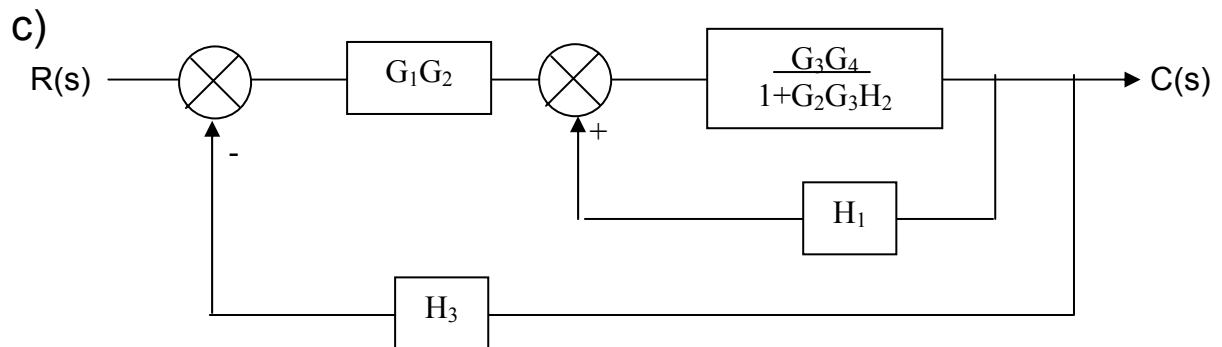 c)
R(s)
G₁G₂
G₃G₄
1+G₂G₃H₂
C(s)
+
-
H₁
H₃